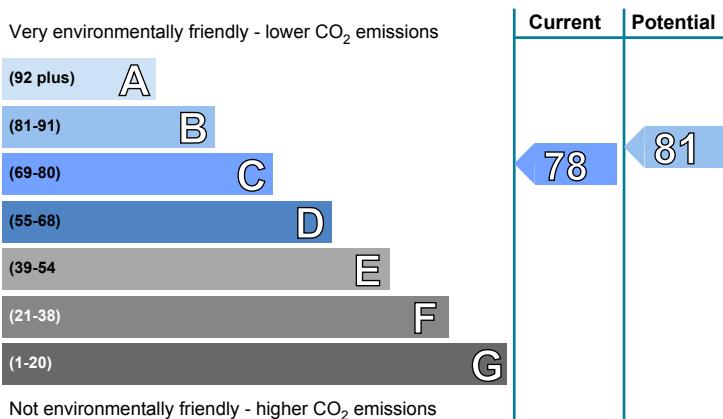 Very environmentally friendly - lower CO2 emissions
Current
Potential
(92 plus) A
(81-91) B
(69-80) C
(55-68) D
(39-54 E
(21-38) F
(1-20) G
78
81
Not environmentally friendly - higher CO2 emissions